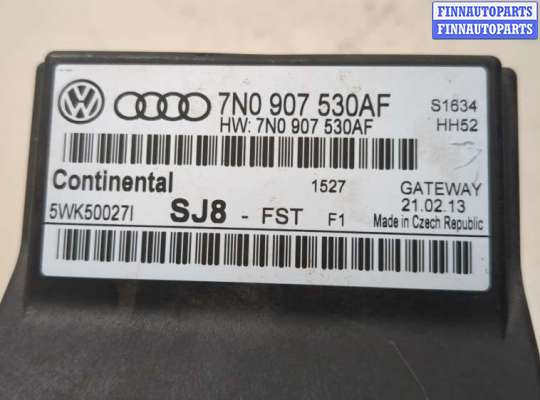 FINNAUTOPARTS
FINNAUTOPARTS
7N0 907 530AF
S1634
HW: 7N0 907 530AF
HH52
Continental
1527
GATEWAY
5WK50027I
SJ8 - FST F1
21.02.13
Made in Czech Republic